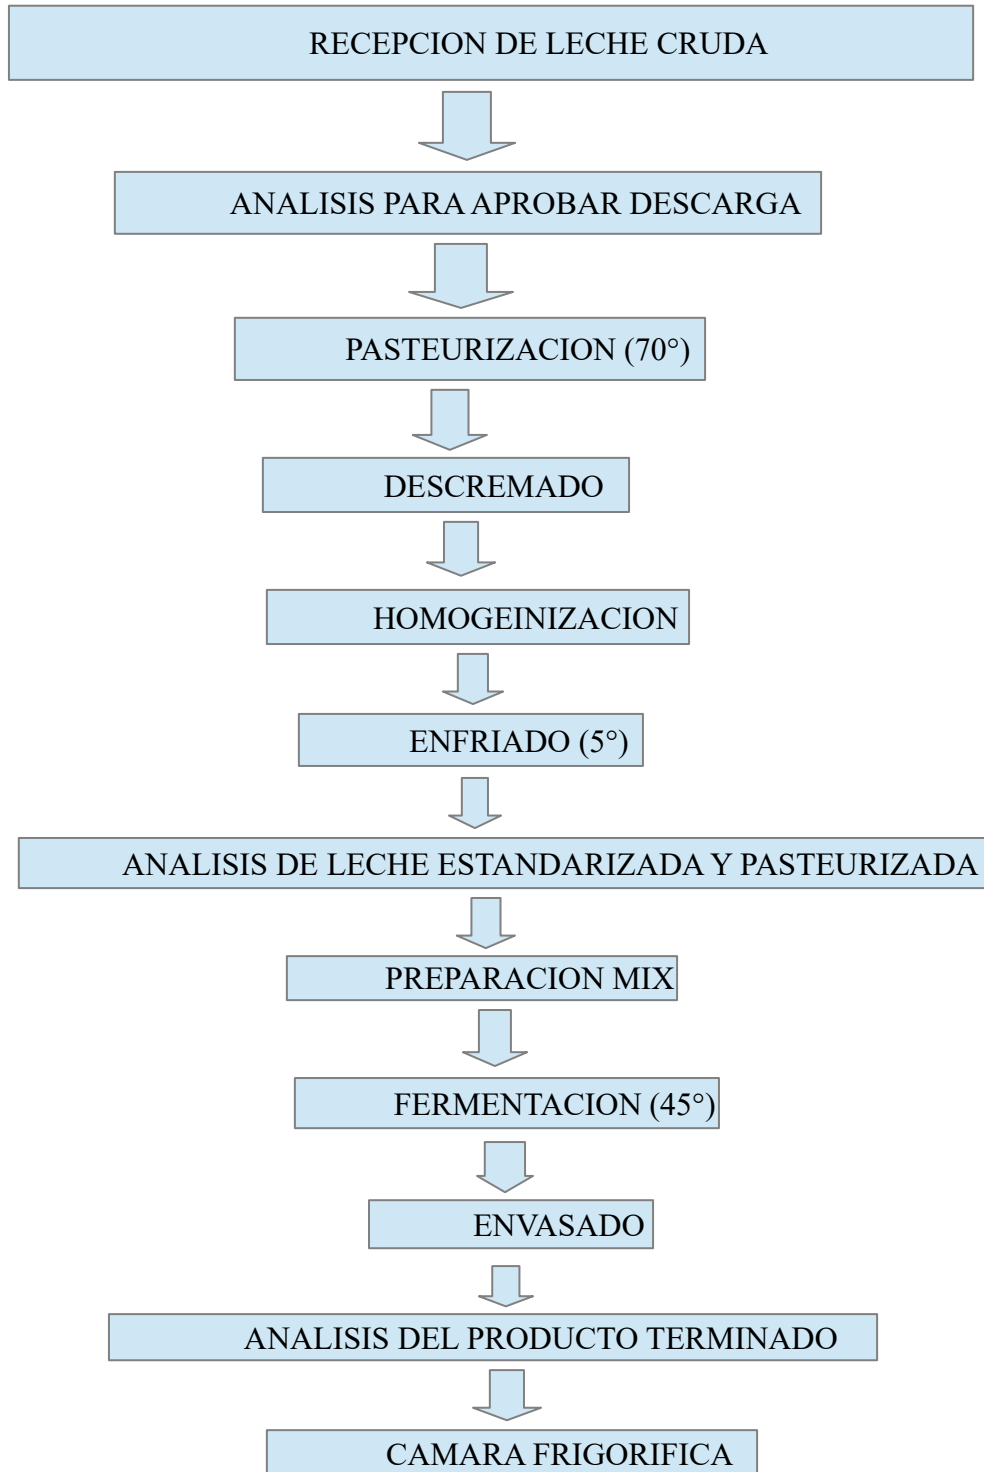 RECEPCION DE LECHE CRUDA
ANALISIS PARA APROBAR DESCARGA
PASTEURIZACION (70°)
DESCREMADO
HOMOGEINIZACION
ENFRIADO (5°)
ANALISIS DE LECHE ESTANDARIZADA Y PASTEURIZADA
PREPARACION MIX
FERMENTACION (45°)
ENVASADO
ANALISIS DEL PRODUCTO TERMINADO
CAMARA FRIGORIFICA